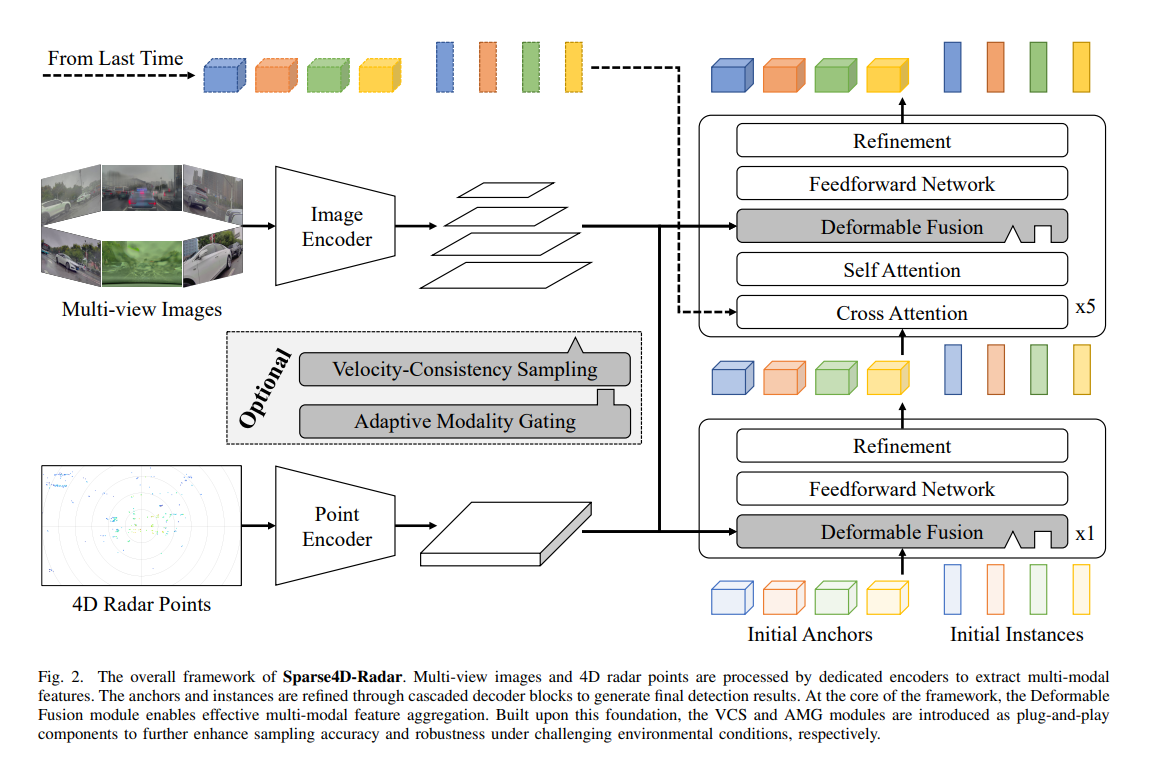 From Last Time
Refinement
Feedforward Network
Deformable Fusion
Self Attention
Cross Attention
x5
Image
Encoder
Multi-view Images
Optional
Velocity-Consistency Sampling
Adaptive Modality Gating
Refinement
Feedforward Network
Deformable Fusion
x1
Point
Encoder
4D Radar Points
Initial Anchors
Initial Instances
Fig. 2. The overall framework of Sparse4D-Radar. Multi-view images and 4D radar points are processed by dedicated encoders to extract multi-modal
features. The anchors and instances are refined through cascaded decoder blocks to generate final detection results. At the core of the framework, the Deformable
Fusion module enables effective multi-modal feature aggregation. Built upon this foundation, the VCS and AMG modules are introduced as plug-and-play
components to further enhance sampling accuracy and robustness under challenging environmental conditions, respectively.